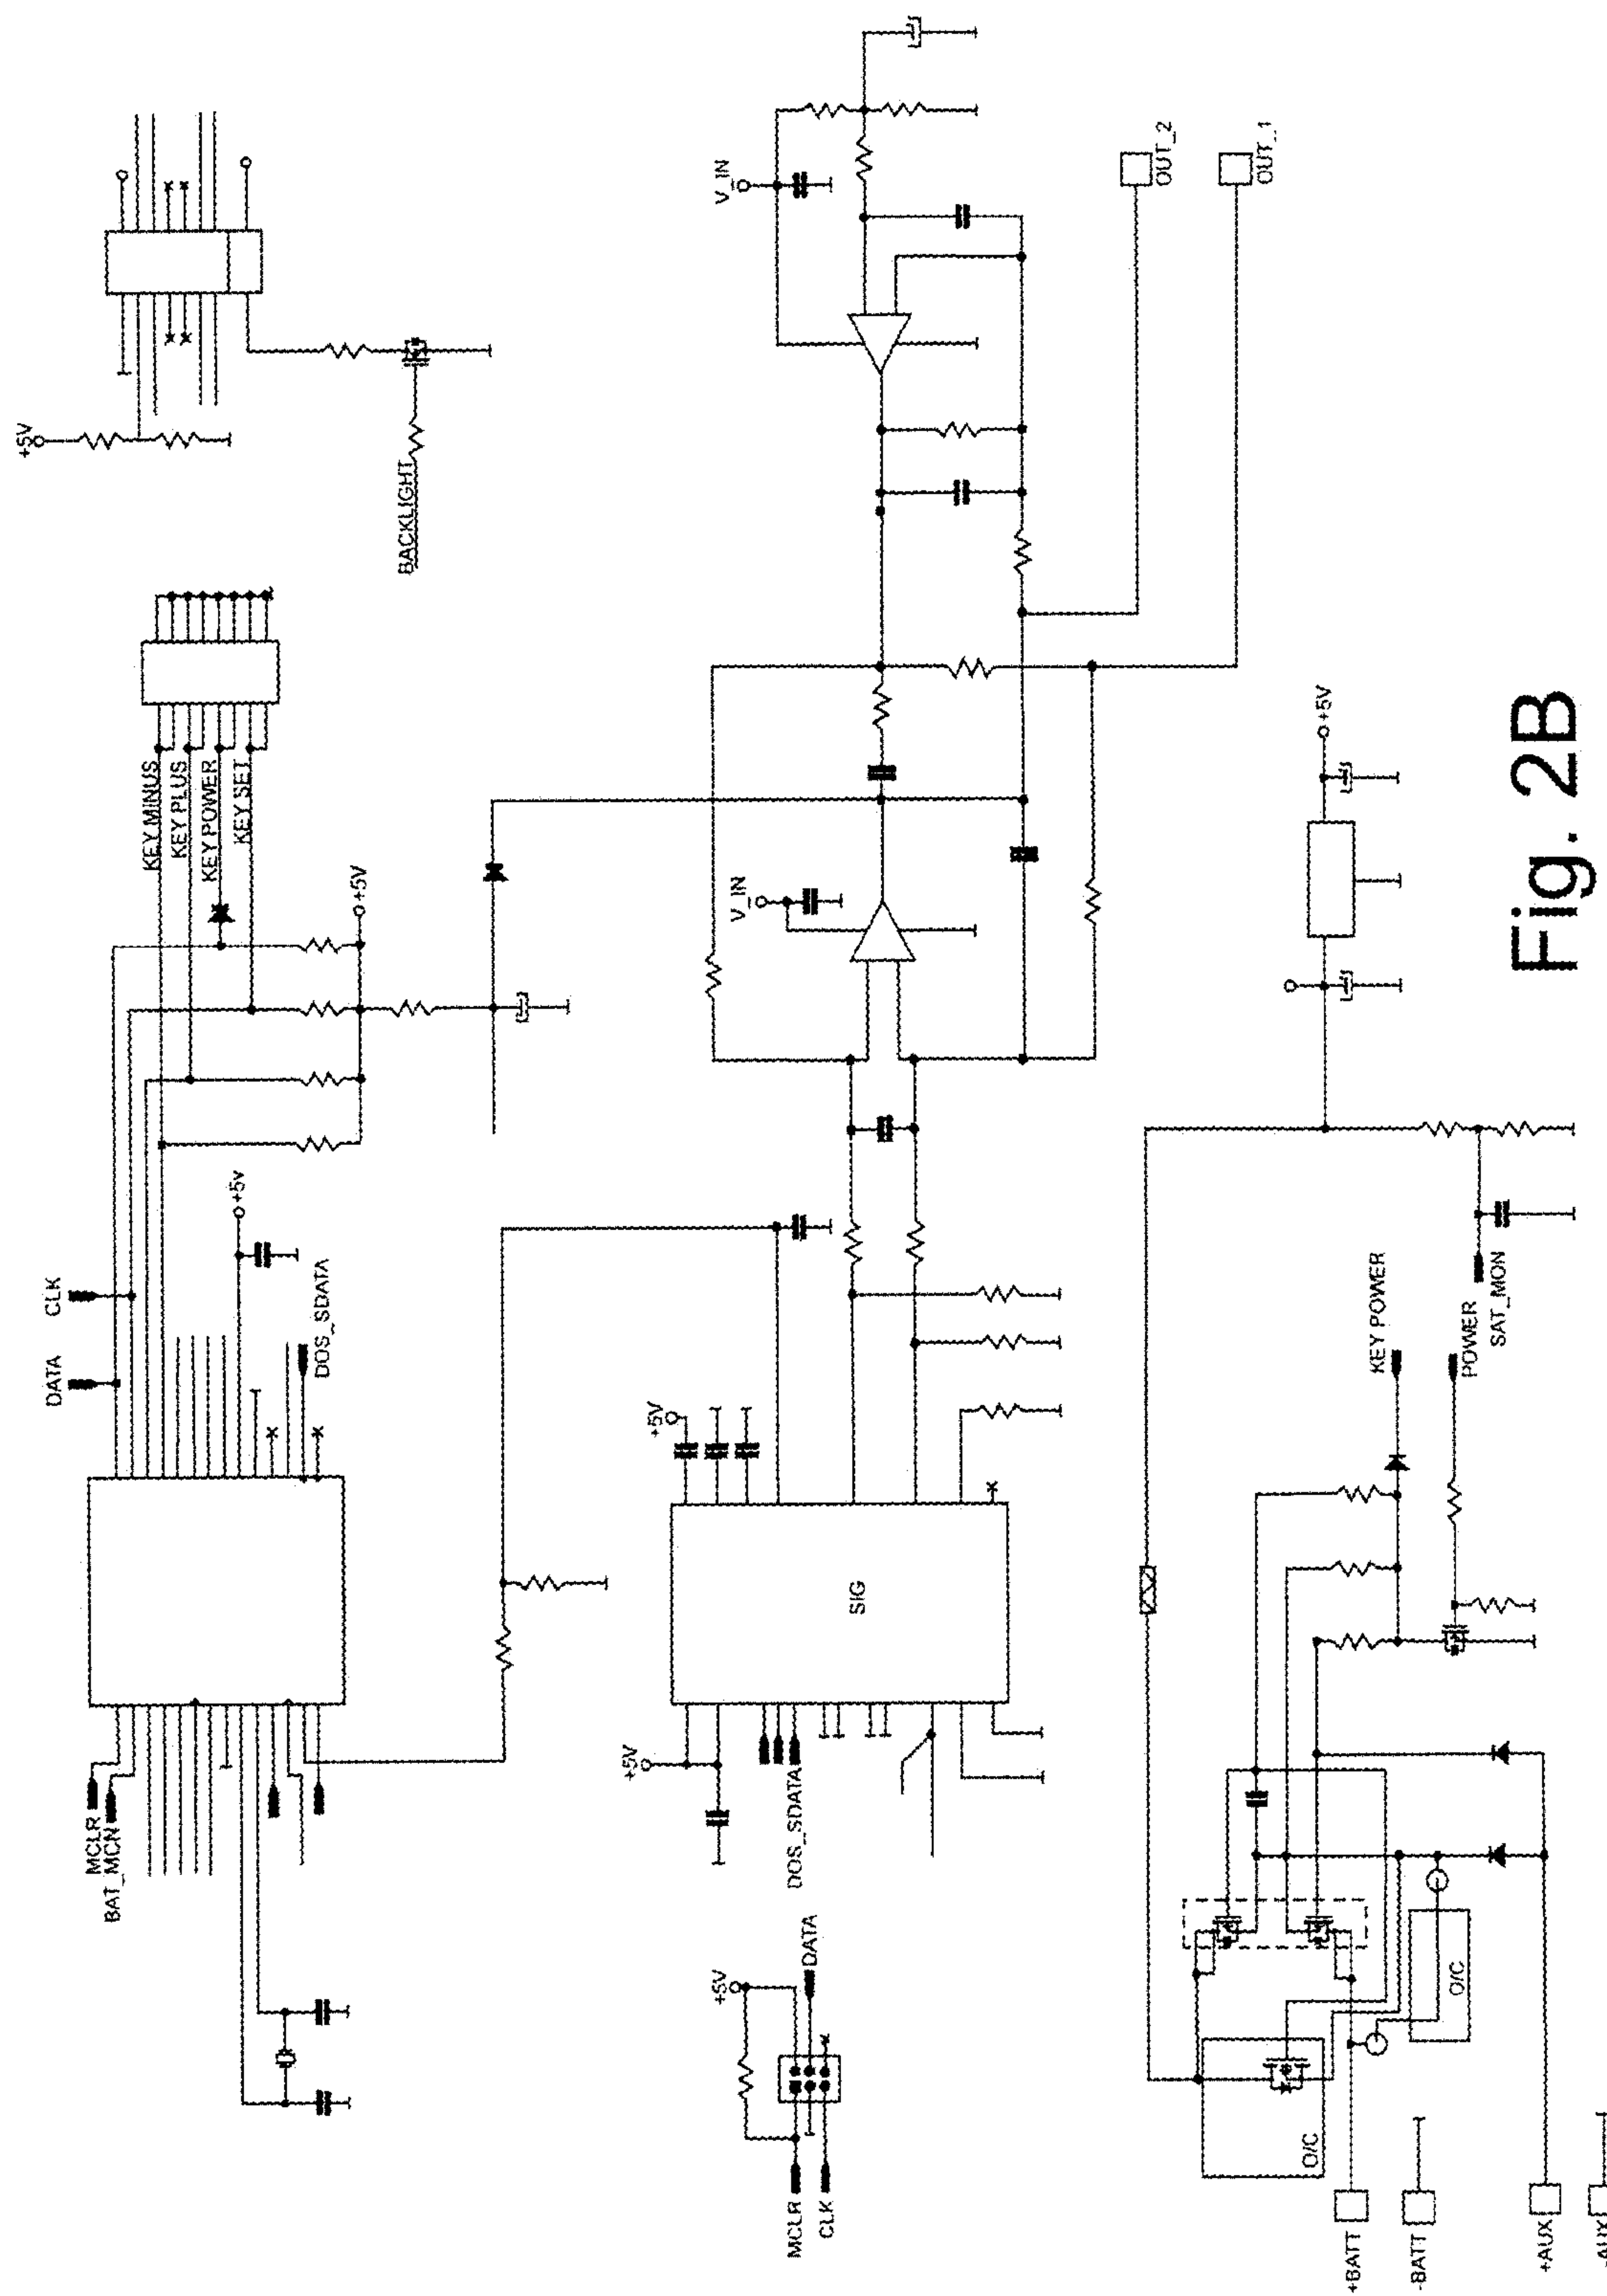 +5V
BACKLIGHT
KEY MINUS
KEY PLUS
KEY POWER
KEY SET
+5V
DATA
CLK
+5v
DOS_SDATA
MCLR
BAT_MCN
V_IN
OUT_2
OUT_1
V_IN
+5V
SIG
+5V
DOS_SDATA
+5V
DATA
MCLR
CLK
+5V
KEY POWER
POWER
SAT_MON
O/C
O/C
+BATT
-BATT
+AUX
-AUX
Fig. 2B